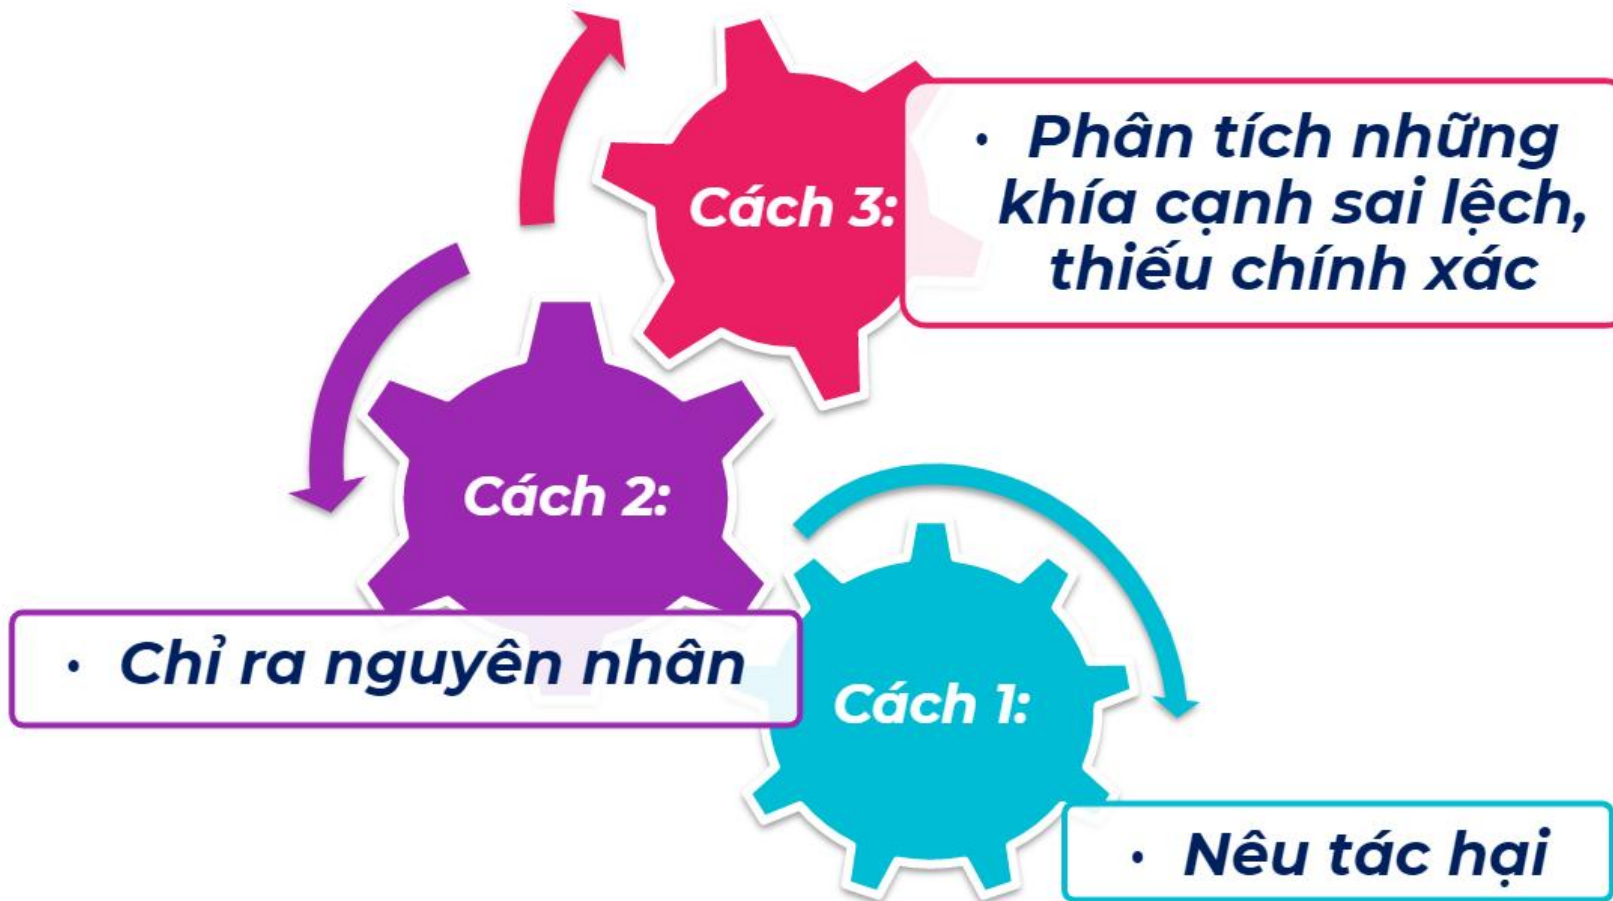 Cách 3:
• Phân tích những
khía cạnh sai lệch,
thiếu chính xác
Cách 2:
• Chỉ ra nguyên nhân
Cách 1:
• Nêu tác hại